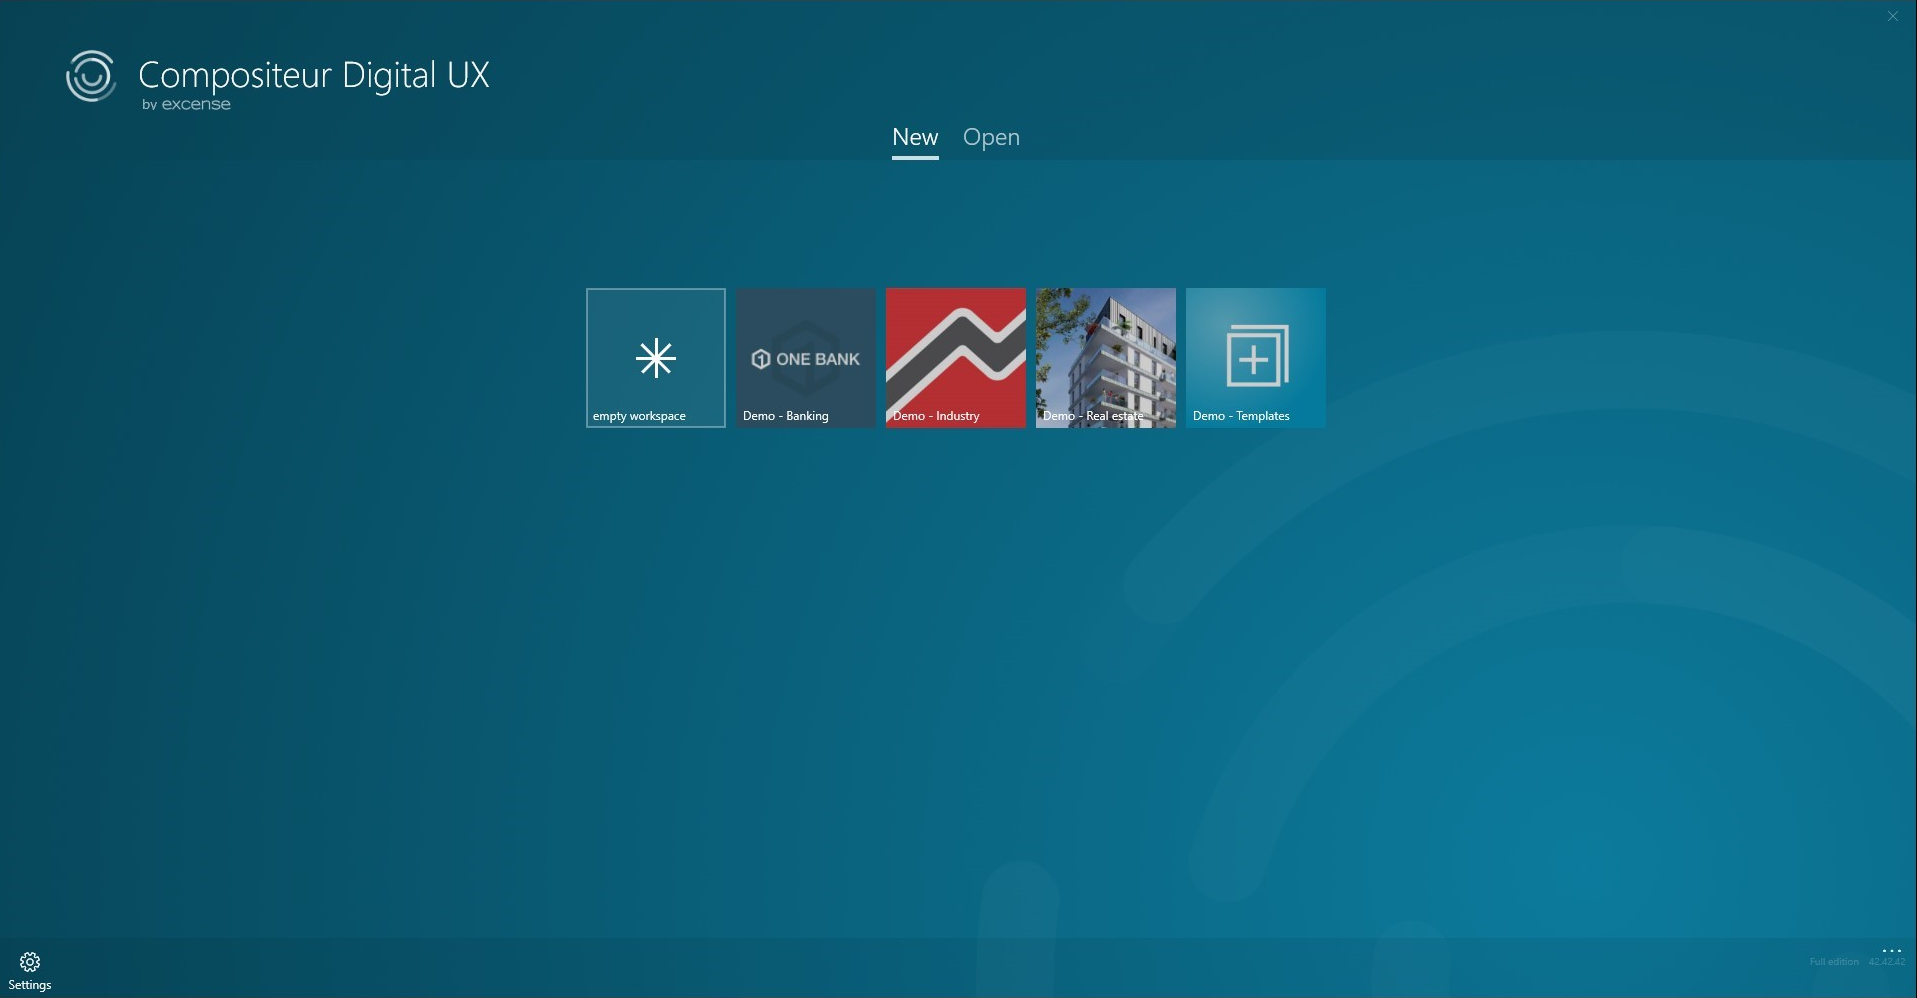 Compositeur Digital UX
by excense
New Open
ONE BANK
empty workspace
Demo - Banking
Demo - Industry
Demo - Real estate
Demo - Templates
Settings
Full edition 42.42.42